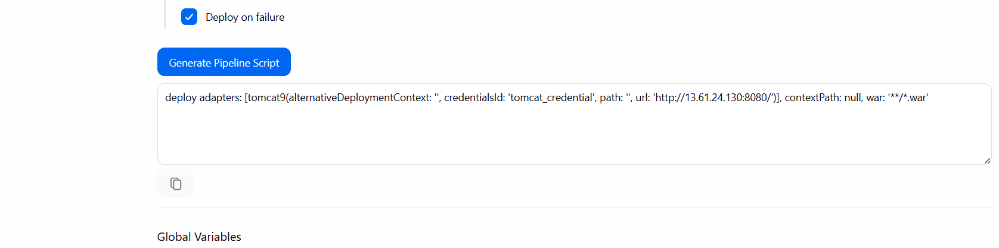 Deploy on failure
Generate Pipeline Script
deploy adapters: [tomcat9(alternativeDeploymentContext: '', credentialsId: 'tomcat_credential', path: '', url: 'http://13.61.24.130:8080/')], contextPath: null, war: '**/*.war'
Global Variables